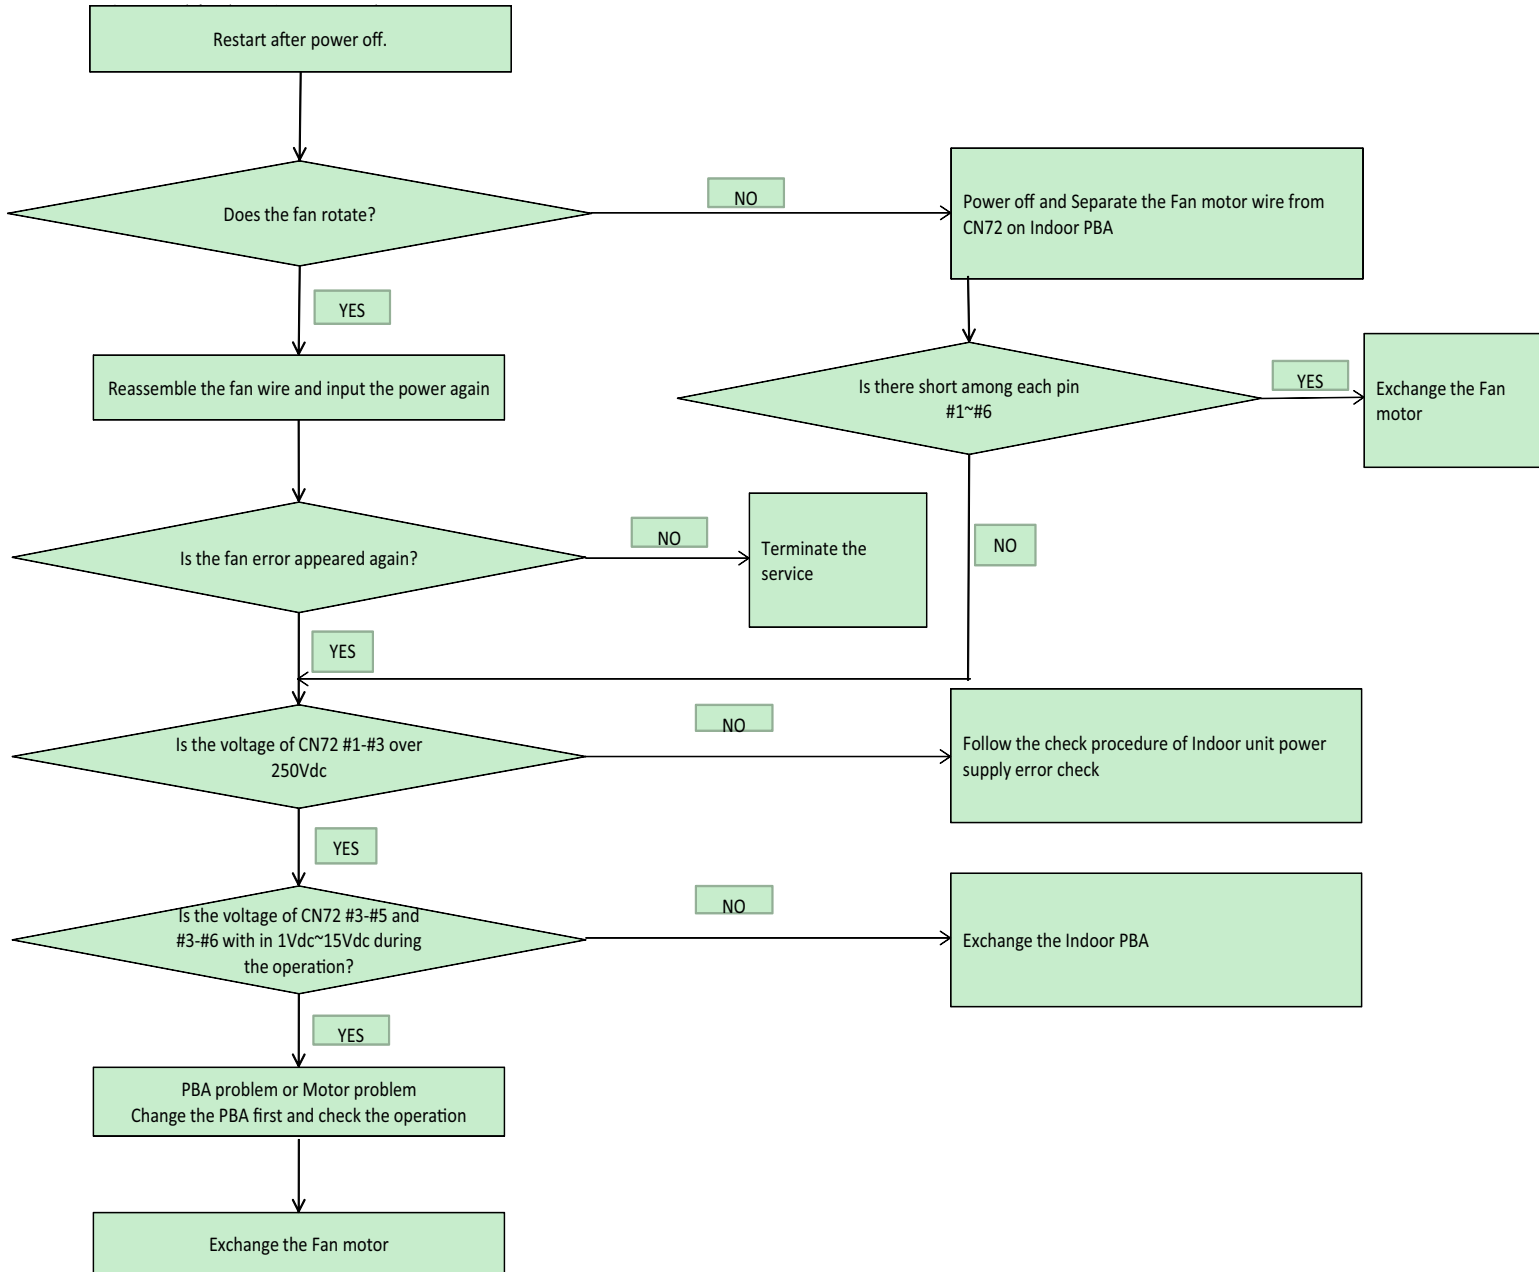 Restart after power off.
Does the fan rotate?
NO
Power off and Separate the Fan motor wire from
CN72 on Indoor PBA
YES
Reassemble the fan wire and input the power again
Is there short among each pin
#1~#6
YES
Exchange the Fan
motor
Is the fan error appeared again?
NO
Terminate the
service
NO
YES
Is the voltage of CN72 #1-#3 over
250Vdc
NO
Follow the check procedure of Indoor unit power
supply error check
YES
Is the voltage of CN72 #3-#5 and
#3-#6 with in 1Vdc~15Vdc during
the operation?
NO
Exchange the Indoor PBA
YES
PBA problem or Motor problem
Change the PBA first and check the operation
Exchange the Fan motor